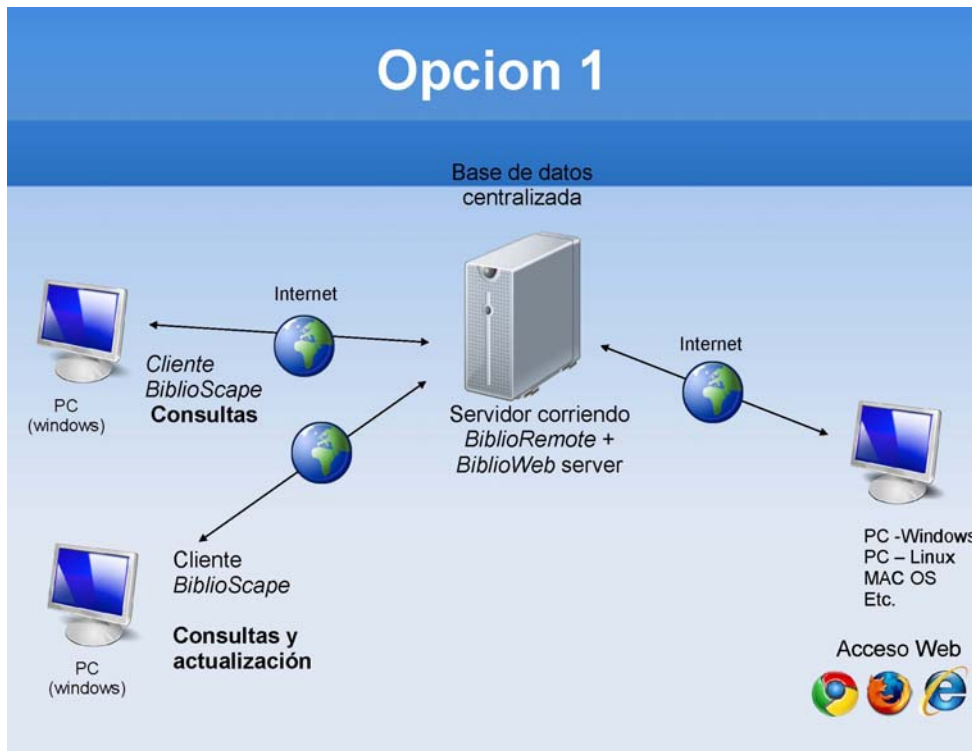 Opcion 1
Base de datos
centralizada
Internet
Cliente
BiblioScape
Consultas
PC
(windows)
Internet
Servidor corriendo
BiblioRemote +
BiblioWeb server
Cliente
BiblioScape
Consultas y
actualización
PC
(windows)
PC -Windows
PC – Linux
MAC OS
Etc.
Acceso Web